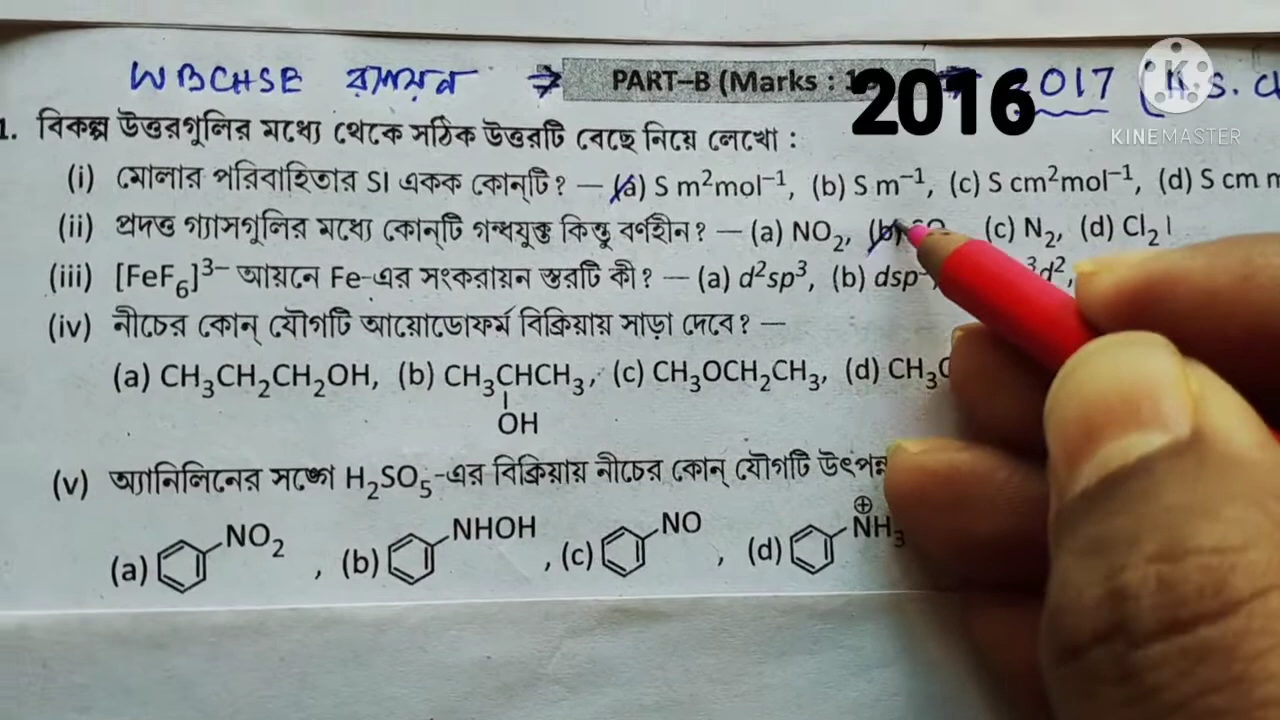 WBCHSE রসায়ন → PART–B (Marks : 1 2016 2017 (H.S.
KINEMASTER
1. বিকল্প উত্তরগুলির মধ্যে থেকে সঠিক উত্তরটি বেছে নিয়ে লেখো :
(i) মোলার পরিবাহিতার SI একক কোন্‌টি? — (a) S m²mol⁻¹, (b) S m⁻¹, (c) S cm²mol⁻¹, (d) S cm
(ii) প্রদত্ত গ্যাসগুলির মধ্যে কোন্‌টি গন্ধযুক্ত কিন্তু বর্ণহীন? — (a) NO₂, (b) (c) N₂, (d) Cl₂।
(iii) [FeF₆]³⁻ আয়নে Fe-এর সংকরায়ন স্তরটি কী? — (a) d²sp³, (b) dsp
(iv) নীচের কোন্ যৌগটি আয়োডোফর্ম বিক্রিয়ায় সাড়া দেবে? —
(a) CH₃CH₂CH₂OH, (b) CH₃CHCH₃, (c) CH₃OCH₂CH₃, (d)
OH
(v) অ্যানিলিনের সঙ্গে H₂SO₅-এর বিক্রিয়ায় নীচের কোন্ যৌগটি উৎপন্ন
(a) NO₂, (b) NHOH, (c) NO, (d) ⊕NH₃